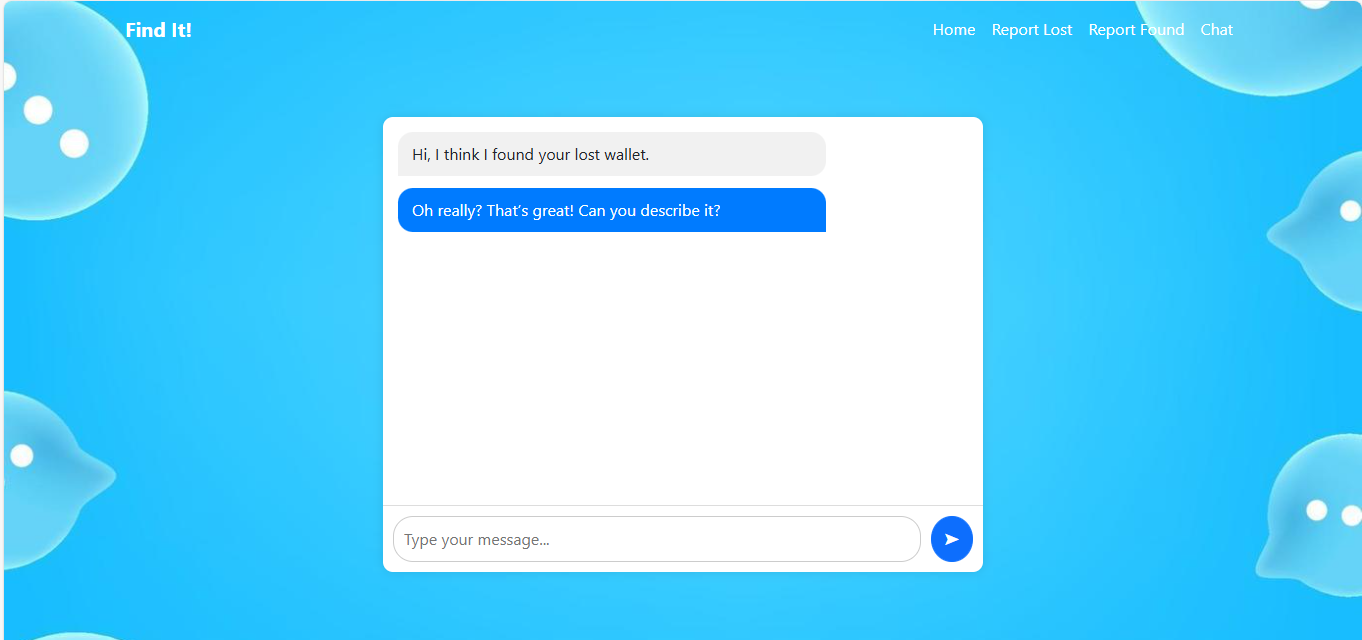 Find It!
Home Report Lost Report Found Chat
Hi, I think I found your lost wallet.
Oh really? That’s great! Can you describe it?
Type your message...